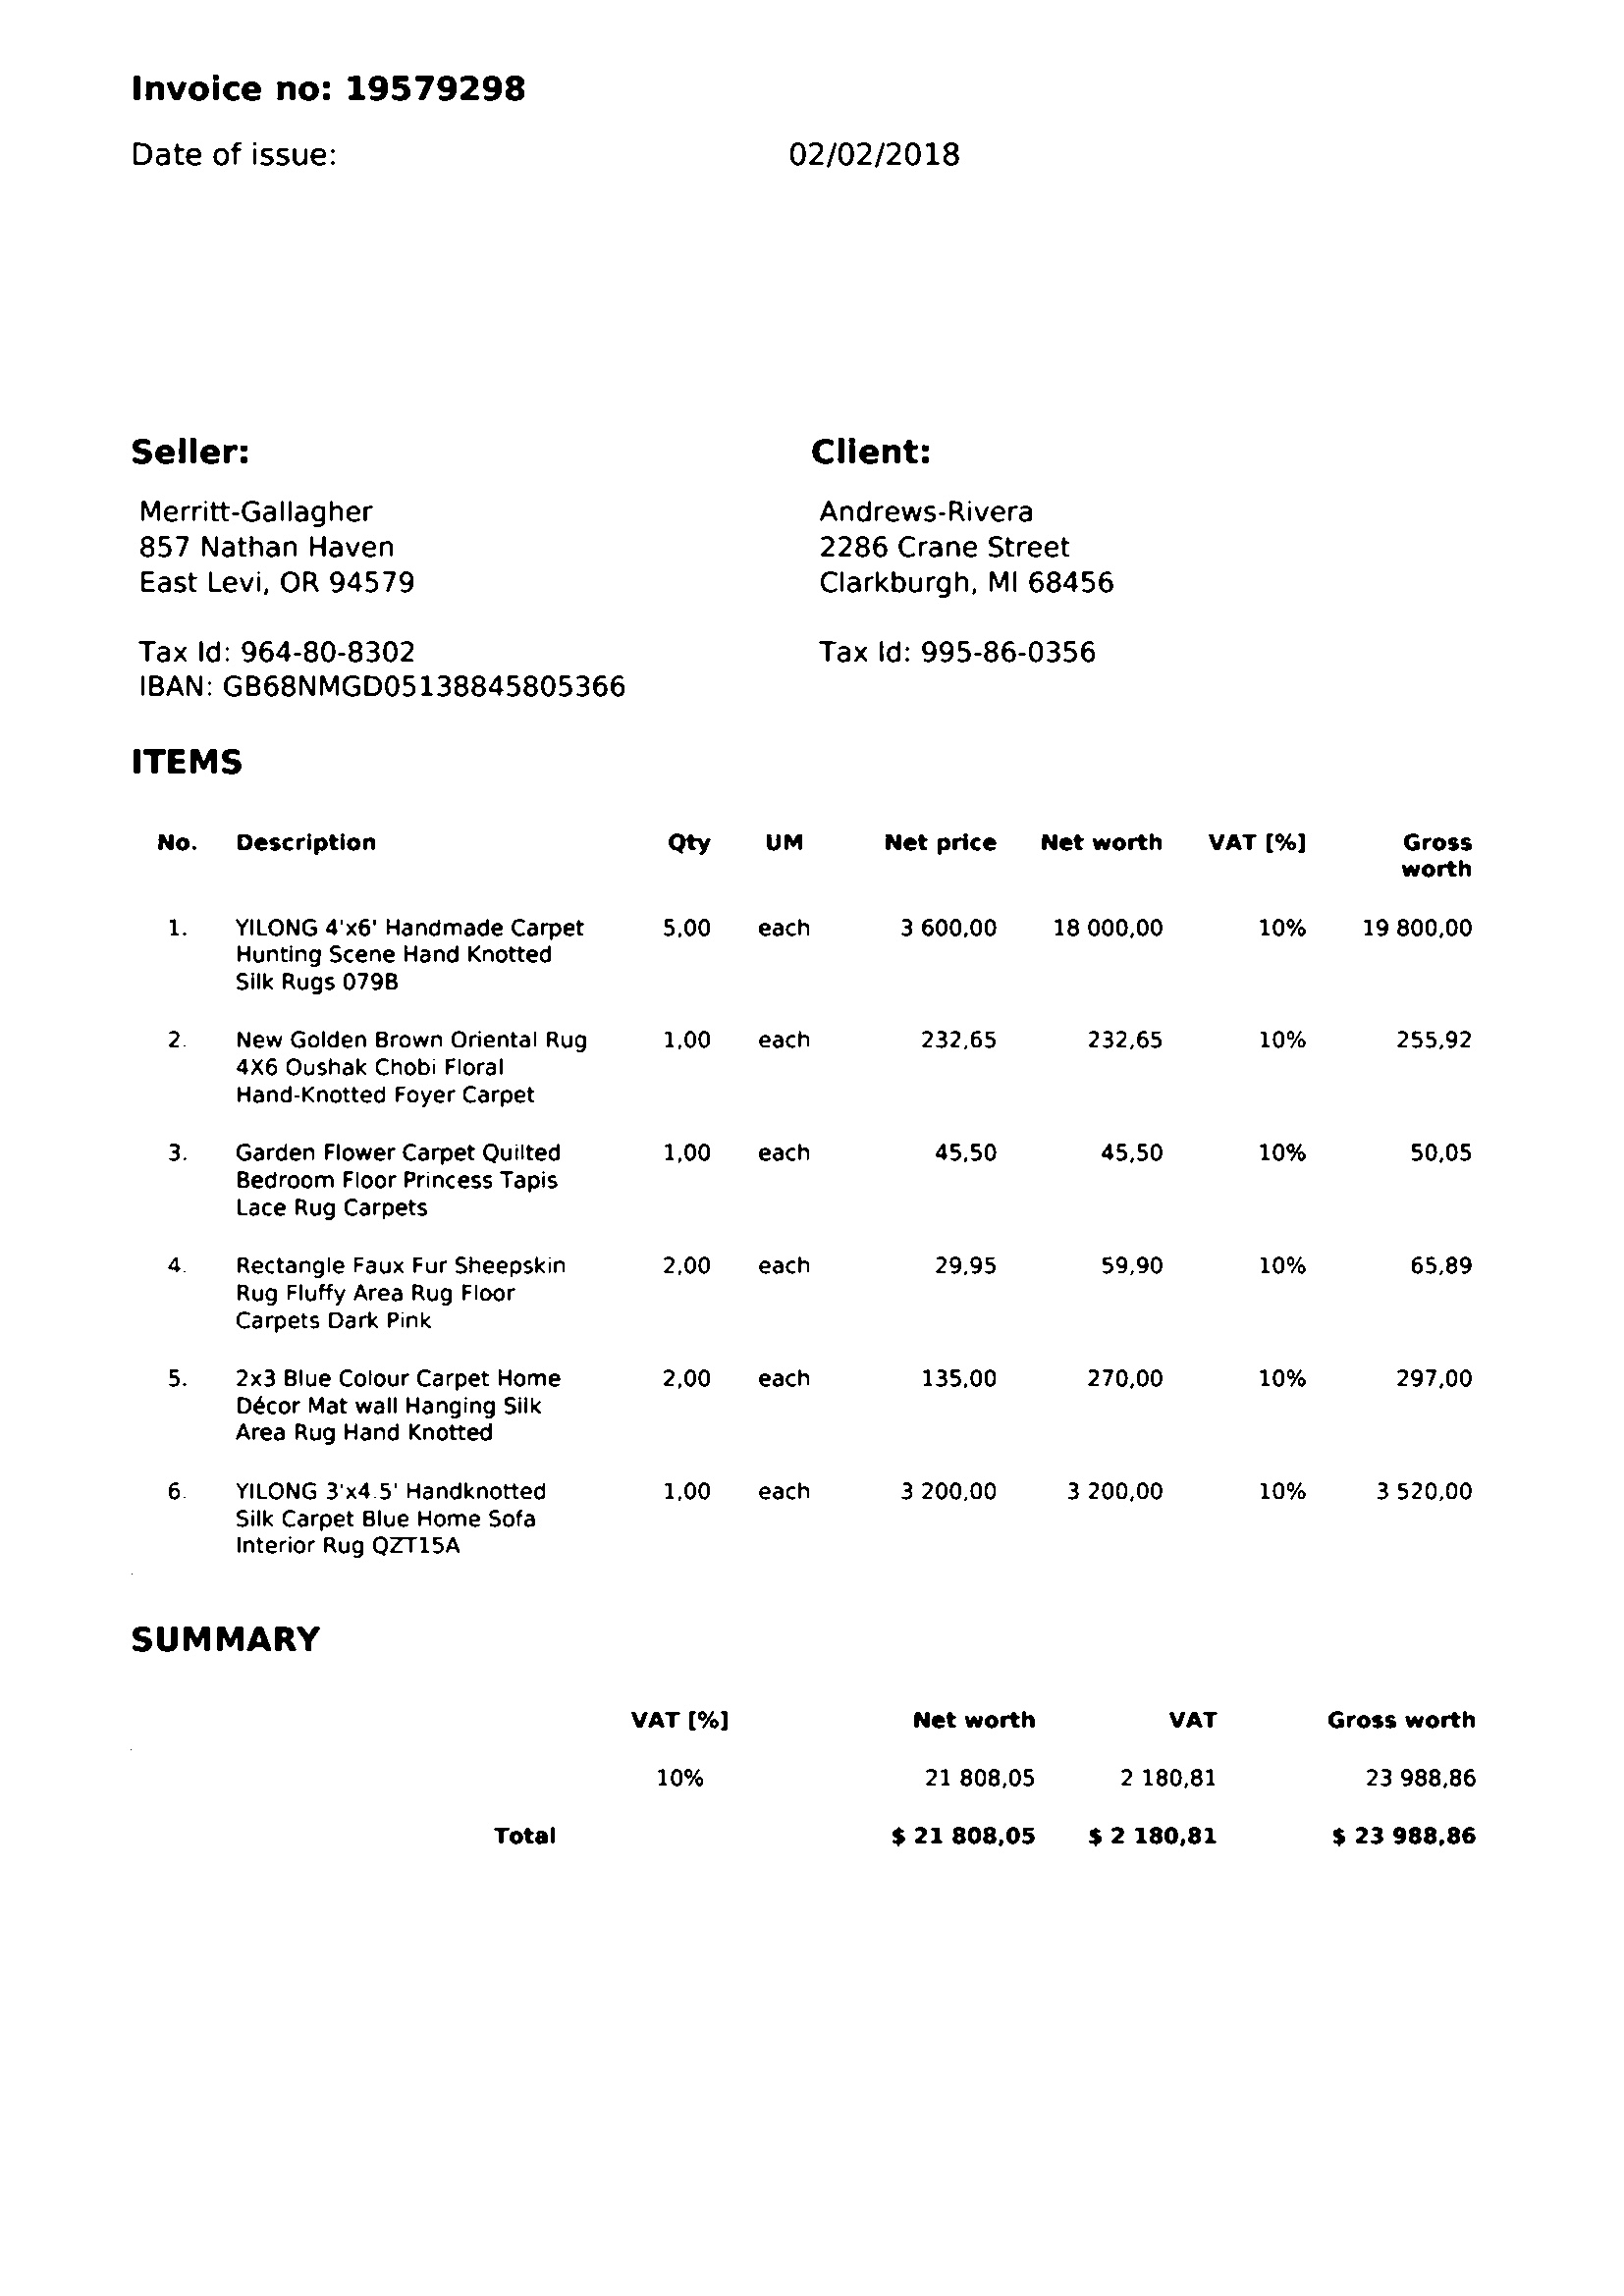 Invoice no: 19579298
Date of issue: 02/02/2018
Seller: Client:
Merritt-Gallagher Andrews-Rivera
857 Nathan Haven 2286 Crane Street
East Levi, OR 94579 Clarkburgh, MI 68456
Tax Id: 964-80-8302 Tax Id: 995-86-0356
IBAN: GB68NMGD05138845805366
ITEMS
No. Description Qty UM Net price Net worth VAT [%] Gross
worth
1. YILONG 4'x6' Handmade Carpet 5,00 each 3 600,00 18 000,00 10% 19 800,00
Hunting Scene Hand Knotted
Silk Rugs 079B
2. New Golden Brown Oriental Rug 1,00 each 232,65 232,65 10% 255,92
4X6 Oushak Chobi Floral
Hand-Knotted Foyer Carpet
3. Garden Flower Carpet Quilted 1,00 each 45,50 45,50 10% 50,05
Bedroom Floor Princess Tapis
Lace Rug Carpets
4. Rectangle Faux Fur Sheepskin 2,00 each 29,95 59,90 10% 65,89
Rug Fluffy Area Rug Floor
Carpets Dark Pink
5. 2x3 Blue Colour Carpet Home 2,00 each 135,00 270,00 10% 297,00
Décor Mat wall Hanging Silk
Area Rug Hand Knotted
6. YILONG 3'x4.5' Handknotted 1,00 each 3 200,00 3 200,00 10% 3 520,00
Silk Carpet Blue Home Sofa
Interior Rug QZT15A
SUMMARY
VAT [%] Net worth VAT Gross worth
10% 21 808,05 2 180,81 23 988,86
Total $ 21 808,05 $ 2 180,81 $ 23 988,86